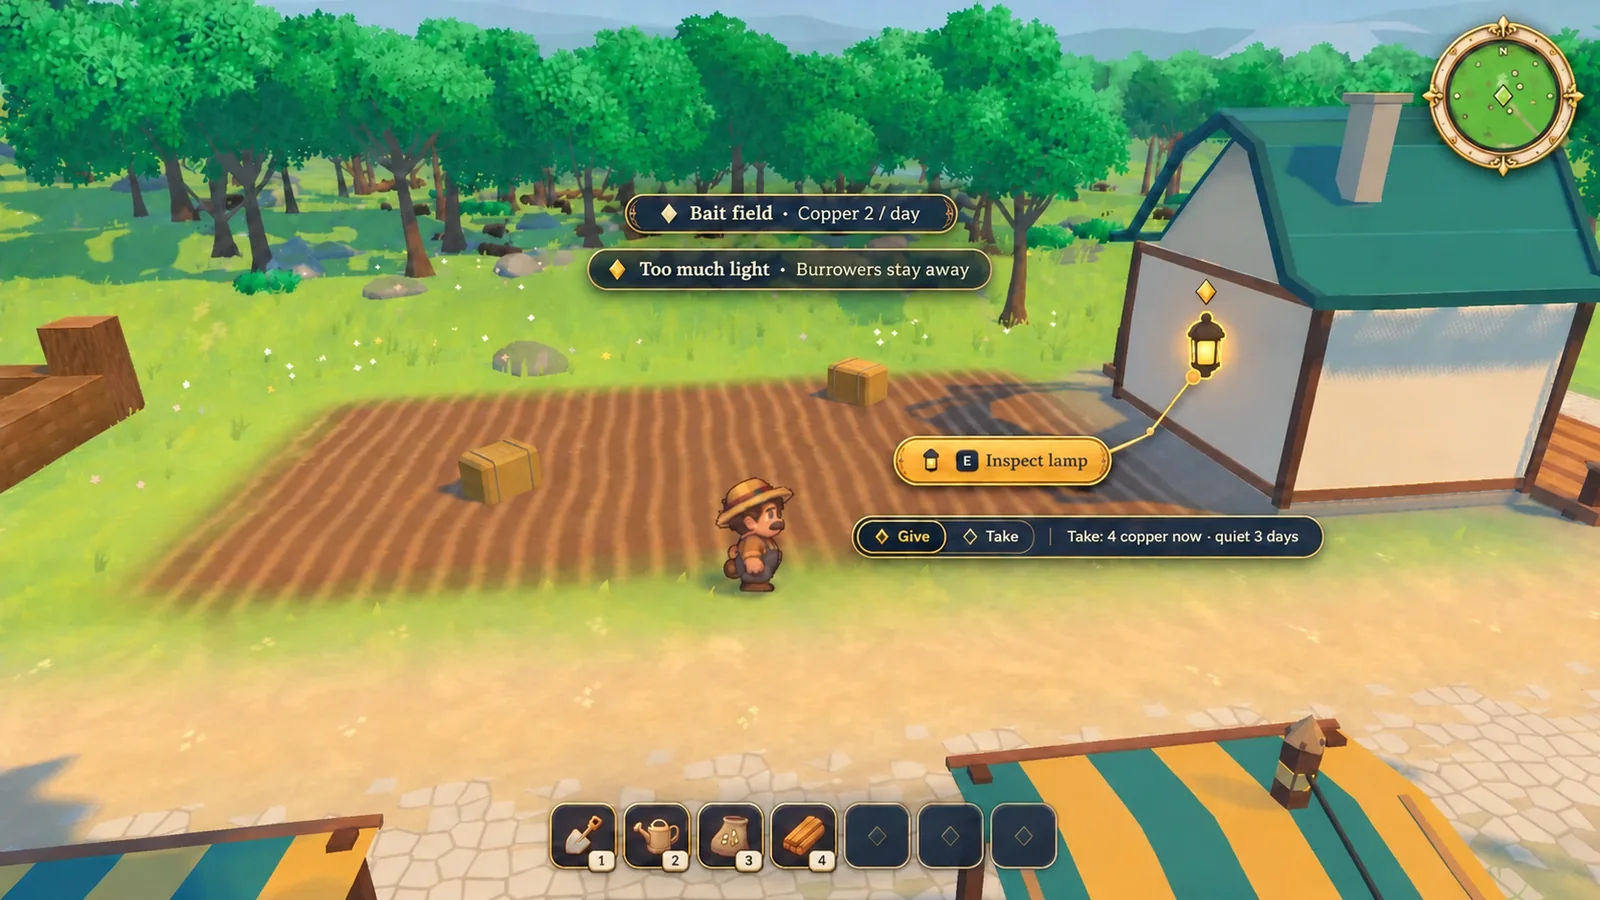 N
Bait field · Copper 2 / day
Too much light · Burrowers stay away
E Inspect lamp
Give Take | Take: 4 copper now · quiet 3 days
1 2 3 4